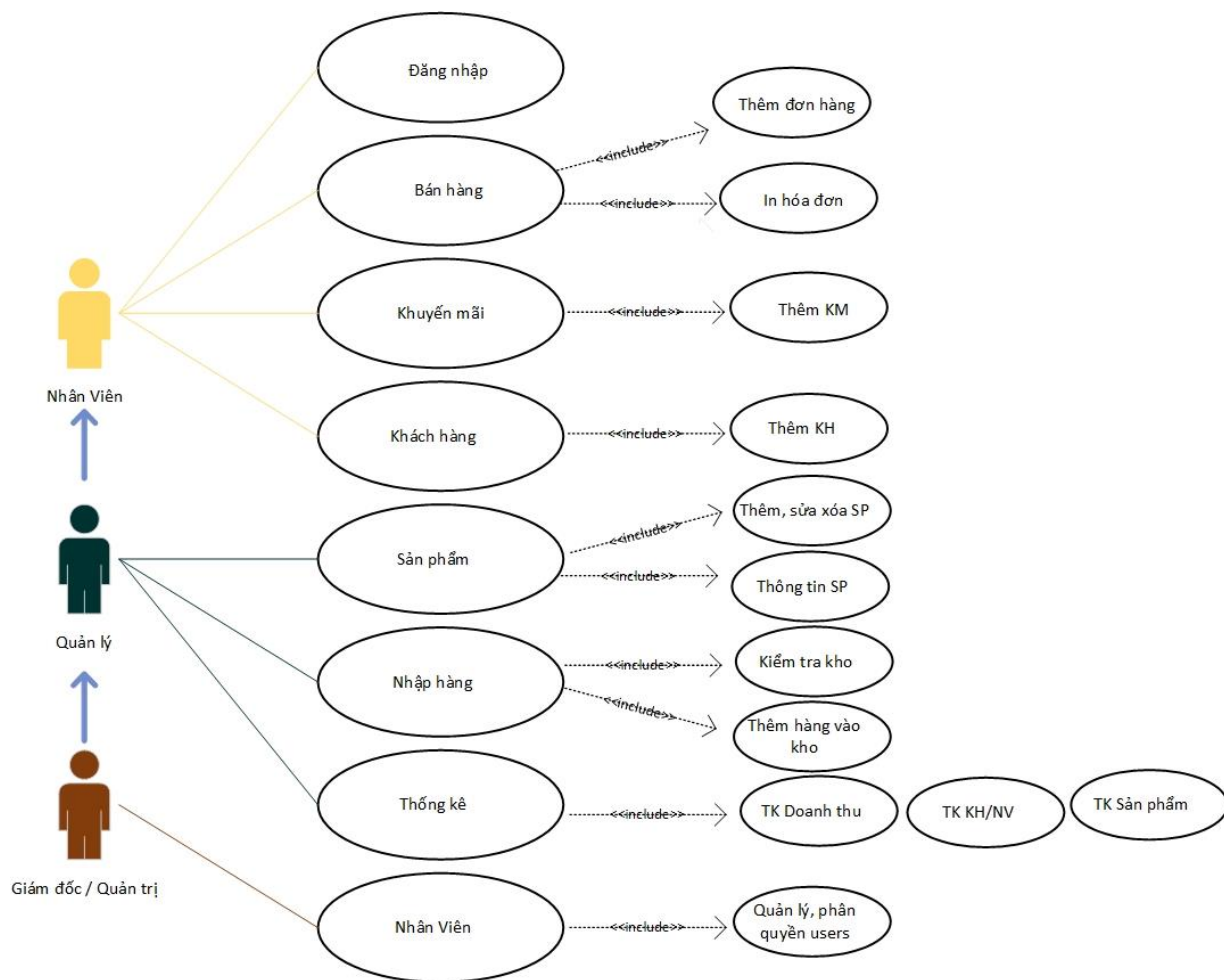 Đăng nhập
Thêm đơn hàng
<<include>>
Bán hàng
<<include>>
In hóa đơn
Khuyến mãi
<<include>>
Thêm KM
Nhân Viên
Khách hàng
<<include>>
Thêm KH
Thêm, sửa xóa SP
<<include>>
Sản phẩm
<<include>>
Thông tin SP
Quản lý
Nhập hàng
<<include>>
Kiểm tra kho
<<include>>
Thêm hàng vào
kho
Thống kê
<<include>>
TK Doanh thu
TK KH/NV
TK Sản phẩm
Giám đốc / Quản trị
Nhân Viên
<<include>>
Quản lý, phân
quyền users